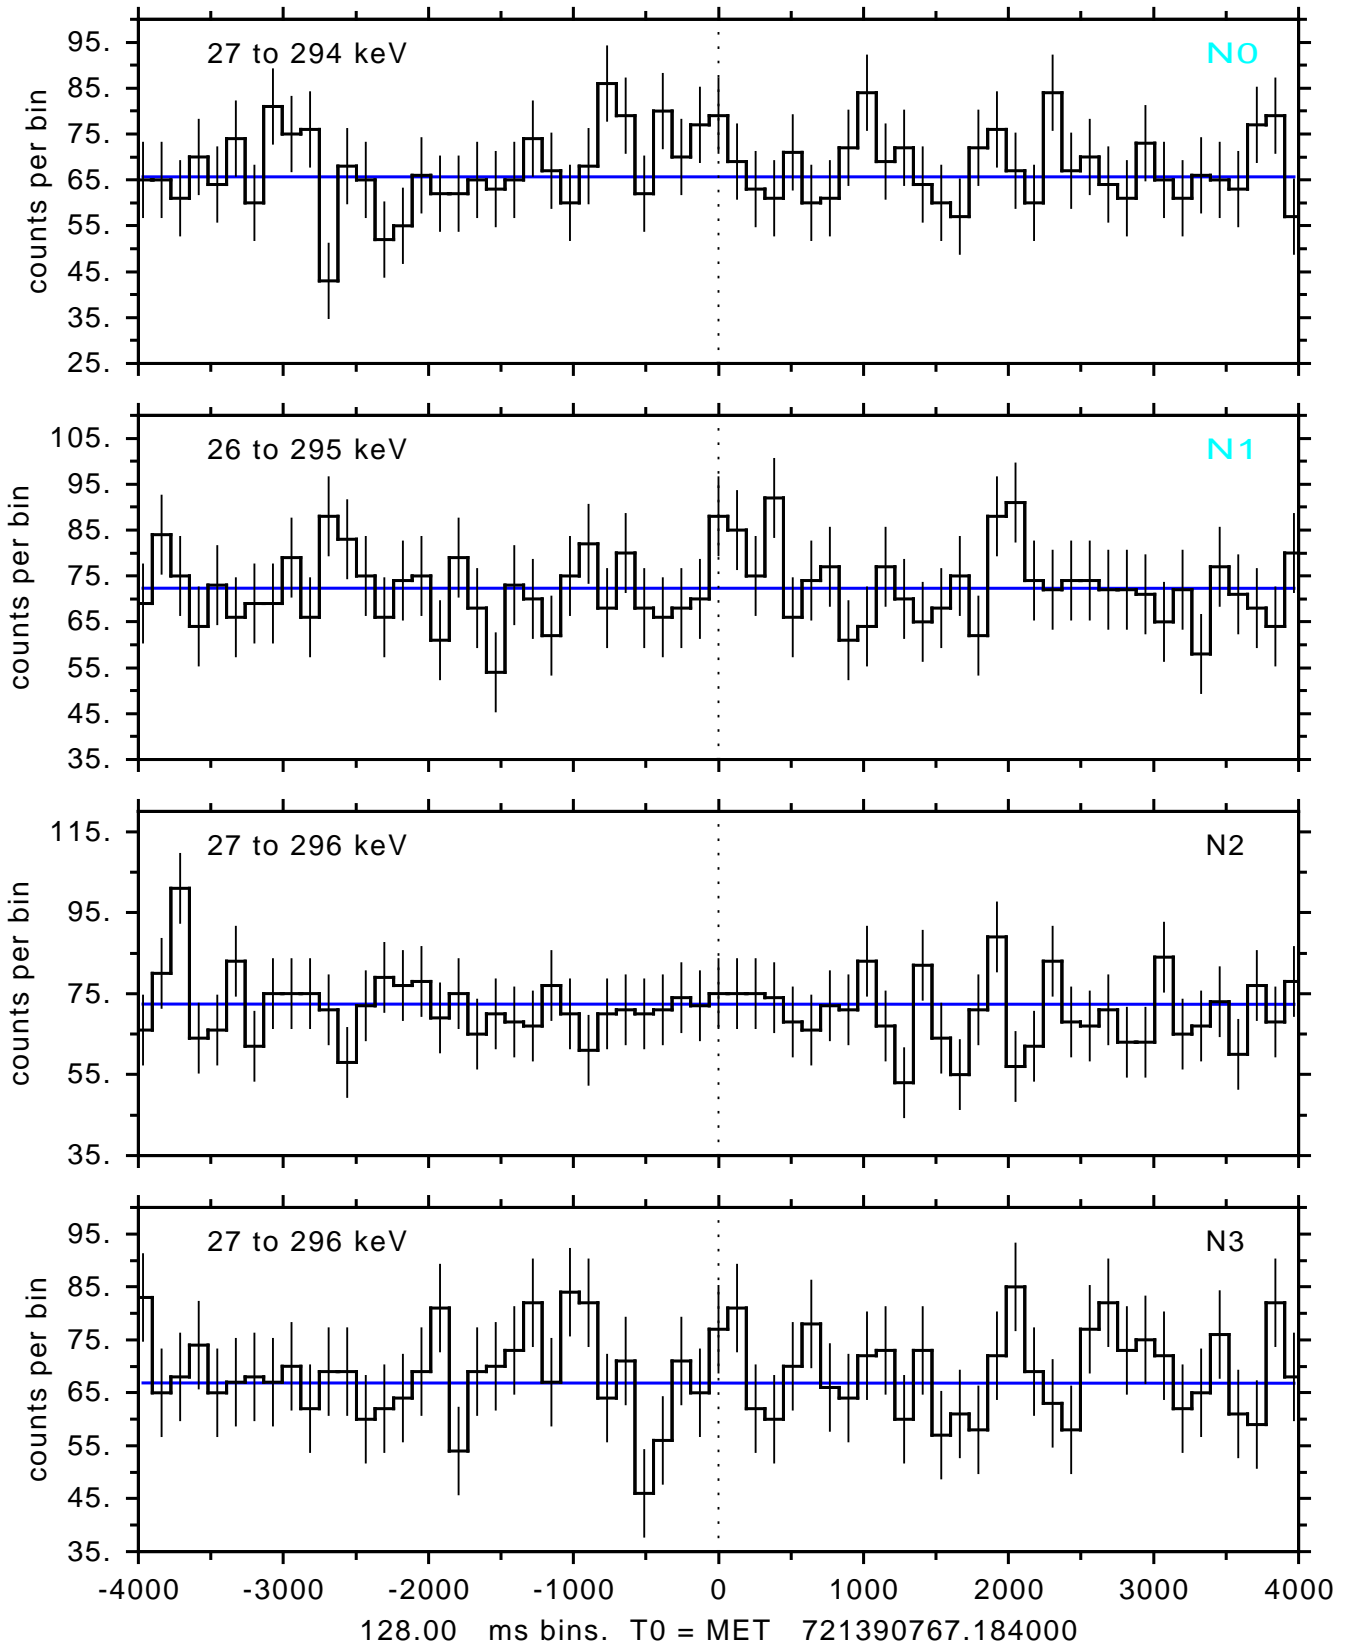 27 to 294 keV N0
95.
85.
75.
65.
55.
45.
35.
25.
counts per bin
26 to 295 keV N1
105.
95.
85.
75.
65.
55.
45.
35.
counts per bin
27 to 296 keV N2
115.
95.
75.
55.
35.
counts per bin
27 to 296 keV N3
95.
85.
75.
65.
55.
45.
35.
counts per bin
-4000 -3000 -2000 -1000 0 1000 2000 3000 4000
128.00 ms bins. T0 = MET 721390767.184000